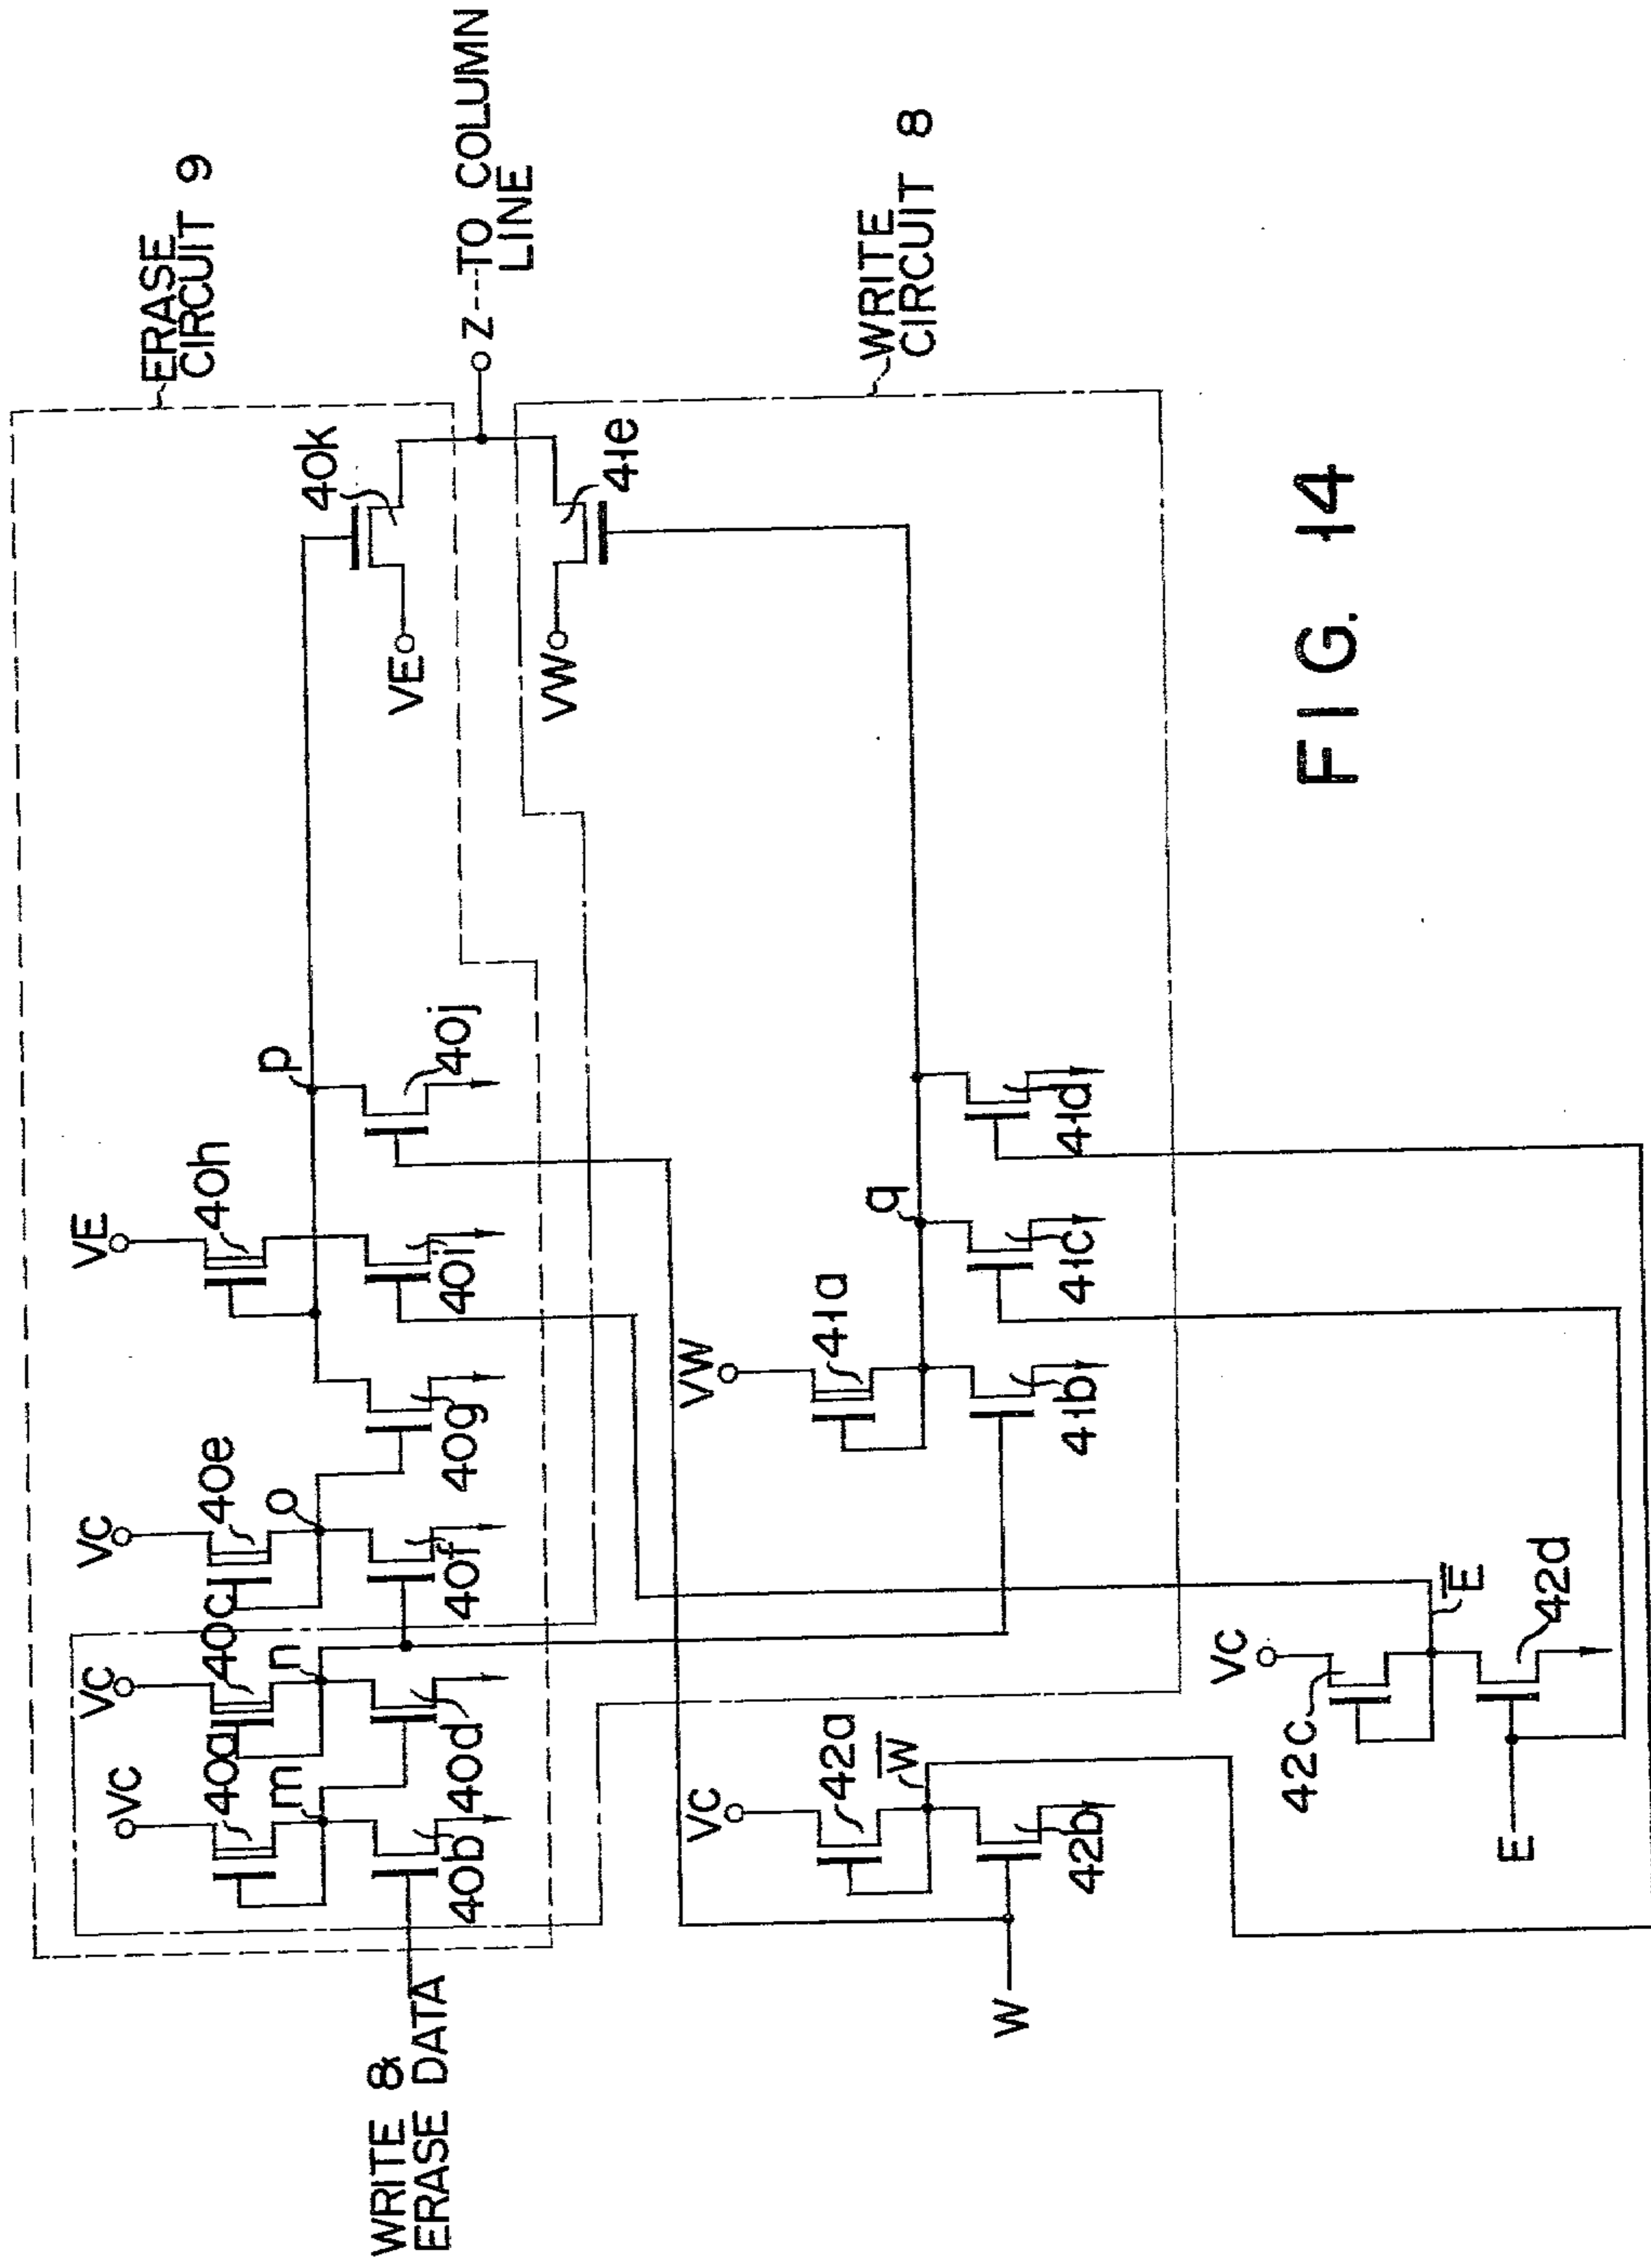 ERASE
CIRCUIT 9
VE
VC
VC
VC
40h
40e
40c
40a
p
o
n
m
40k
40j
40i
40g
40f
40d
40b
VE
Z----TO COLUMN
LINE
WRITE &
ERASE DATA
VW
41e
WRITE
CIRCUIT 8
VW
41a
q
41d
41c
41b
VC
42a
W̅
42b
W
VC
42c
E̅
42d
E
FIG. 14